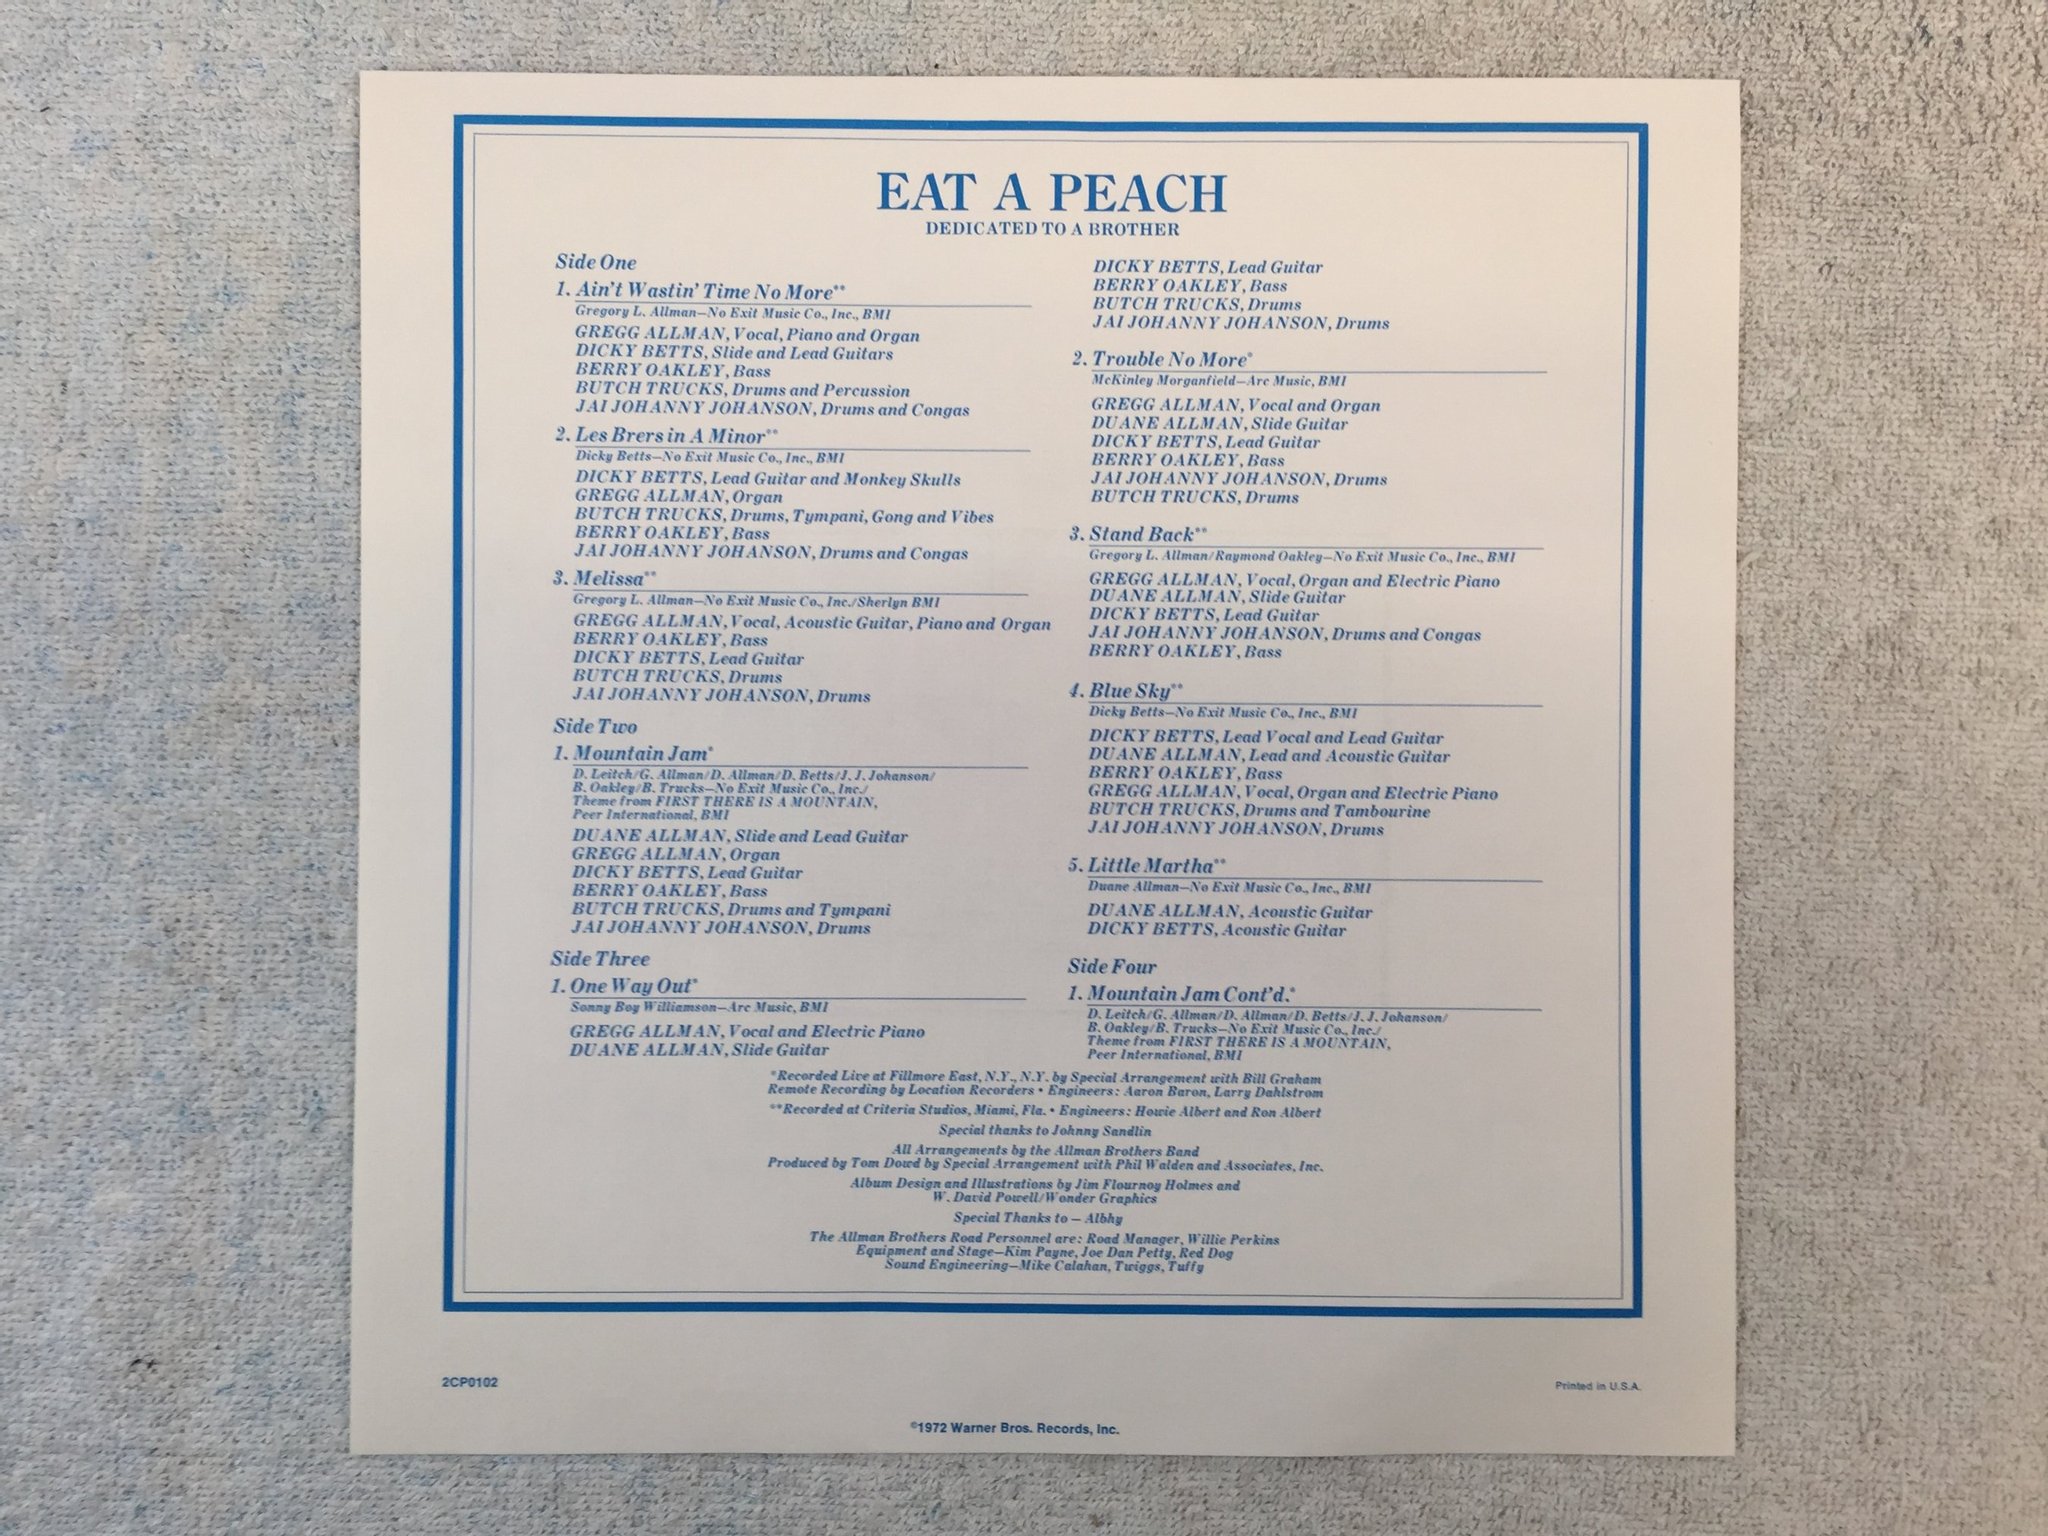 EAT A PEACH
DEDICATED TO A BROTHER
Side One
1. Ain't Wastin' Time No More**
Gregory L. Allman—No Exit Music Co., Inc., BMI
GREGG ALLMAN, Vocal, Piano and Organ
DICKY BETTS, Slide and Lead Guitars
BERRY OAKLEY, Bass
BUTCH TRUCKS, Drums and Percussion
JAI JOHANNY JOHANSON, Drums and Congas
2. Les Brers in A Minor**
Dicky Betts—No Exit Music Co., Inc., BMI
DICKY BETTS, Lead Guitar and Monkey Skulls
GREGG ALLMAN, Organ
BUTCH TRUCKS, Drums, Tympani, Gong and Vibes
BERRY OAKLEY, Bass
JAI JOHANNY JOHANSON, Drums and Congas
3. Melissa**
Gregory L. Allman—No Exit Music Co., Inc./Sherlyn BMI
GREGG ALLMAN, Vocal, Acoustic Guitar, Piano and Organ
BERRY OAKLEY, Bass
DICKY BETTS, Lead Guitar
BUTCH TRUCKS, Drums
JAI JOHANNY JOHANSON, Drums
Side Two
1. Mountain Jam*
D. Leitch/G. Allman/D. Allman/D. Betts/J. J. Johanson/
B. Oakley/B. Trucks—No Exit Music Co., Inc./
Theme from FIRST THERE IS A MOUNTAIN,
Peer International, BMI
DUANE ALLMAN, Slide and Lead Guitar
GREGG ALLMAN, Organ
DICKY BETTS, Lead Guitar
BERRY OAKLEY, Bass
BUTCH TRUCKS, Drums and Tympani
JAI JOHANNY JOHANSON, Drums
Side Three
1. One Way Out*
Sonny Boy Williamson—Arc Music, BMI
GREGG ALLMAN, Vocal and Electric Piano
DUANE ALLMAN, Slide Guitar
DICKY BETTS, Lead Guitar
BERRY OAKLEY, Bass
BUTCH TRUCKS, Drums
JAI JOHANNY JOHANSON, Drums
2. Trouble No More*
McKinley Morganfield—Arc Music, BMI
GREGG ALLMAN, Vocal and Organ
DUANE ALLMAN, Slide Guitar
DICKY BETTS, Lead Guitar
BERRY OAKLEY, Bass
JAI JOHANNY JOHANSON, Drums
BUTCH TRUCKS, Drums
3. Stand Back**
Gregory L. Allman/Raymond Oakley—No Exit Music Co., Inc., BMI
GREGG ALLMAN, Vocal, Organ and Electric Piano
DUANE ALLMAN, Slide Guitar
DICKY BETTS, Lead Guitar
JAI JOHANNY JOHANSON, Drums and Congas
BERRY OAKLEY, Bass
4. Blue Sky**
Dicky Betts—No Exit Music Co., Inc., BMI
DICKY BETTS, Lead Vocal and Lead Guitar
DUANE ALLMAN, Lead and Acoustic Guitar
BERRY OAKLEY, Bass
GREGG ALLMAN, Vocal, Organ and Electric Piano
BUTCH TRUCKS, Drums and Tambourine
JAI JOHANNY JOHANSON, Drums
5. Little Martha**
Duane Allman—No Exit Music Co., Inc., BMI
DUANE ALLMAN, Acoustic Guitar
DICKY BETTS, Acoustic Guitar
Side Four
1. Mountain Jam Cont'd.*
D. Leitch/G. Allman/D. Allman/D. Betts/J. J. Johanson/
B. Oakley/B. Trucks—No Exit Music Co., Inc./
Theme from FIRST THERE IS A MOUNTAIN,
Peer International, BMI
*Recorded Live at Fillmore East, N.Y., N.Y. by Special Arrangement with Bill Graham
Remote Recording by Location Recorders • Engineers: Aaron Baron, Larry Dahlstrom
**Recorded at Criteria Studios, Miami, Fla. • Engineers: Howie Albert and Ron Albert
Special thanks to Johnny Sandlin
All Arrangements by the Allman Brothers Band
Produced by Tom Dowd by Special Arrangement with Phil Walden and Associates, Inc.
Album Design and Illustrations by Jim Flournoy Holmes and
W. David Powell/Wonder Graphics
Special Thanks to — Albhy
The Allman Brothers Road Personnel are: Road Manager, Willie Perkins
Equipment and Stage—Kim Payne, Joe Dan Petty, Red Dog
Sound Engineering—Mike Calahan, Twiggs, Tuffy
2CP0102
Printed in U.S.A.
©1972 Warner Bros. Records, Inc.